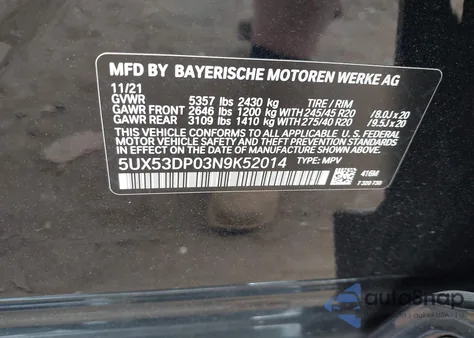 MFD BY BAYERISCHE MOTOREN WERKE AG
11/21
GVWR 5357 lbs 2430 kg TIRE / RIM
GAWR FRONT 2646 lbs 1200 kg WITH 245/45 R20 / 8.0J x 20
GAWR REAR 3109 lbs 1410 kg WITH 275/40 R20 / 9.5J x 20
THIS VEHICLE CONFORMS TO ALL APPLICABLE U.S. FEDERAL
MOTOR VEHICLE SAFETY AND THEFT PREVENTION STANDARDS
IN EFFECT ON THE DATE OF MANUFACTURE SHOWN ABOVE.
5UX53DP03N9K52014 TYPE: MPV
416M
7 320 730
autoSnap